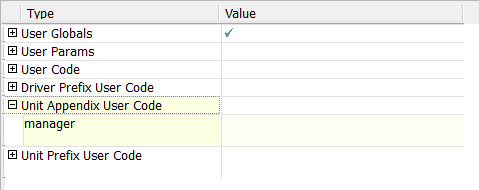 Type Value
User Globals
User Params
User Code
Driver Prefix User Code
Unit Appendix User Code
manager
Unit Prefix User Code